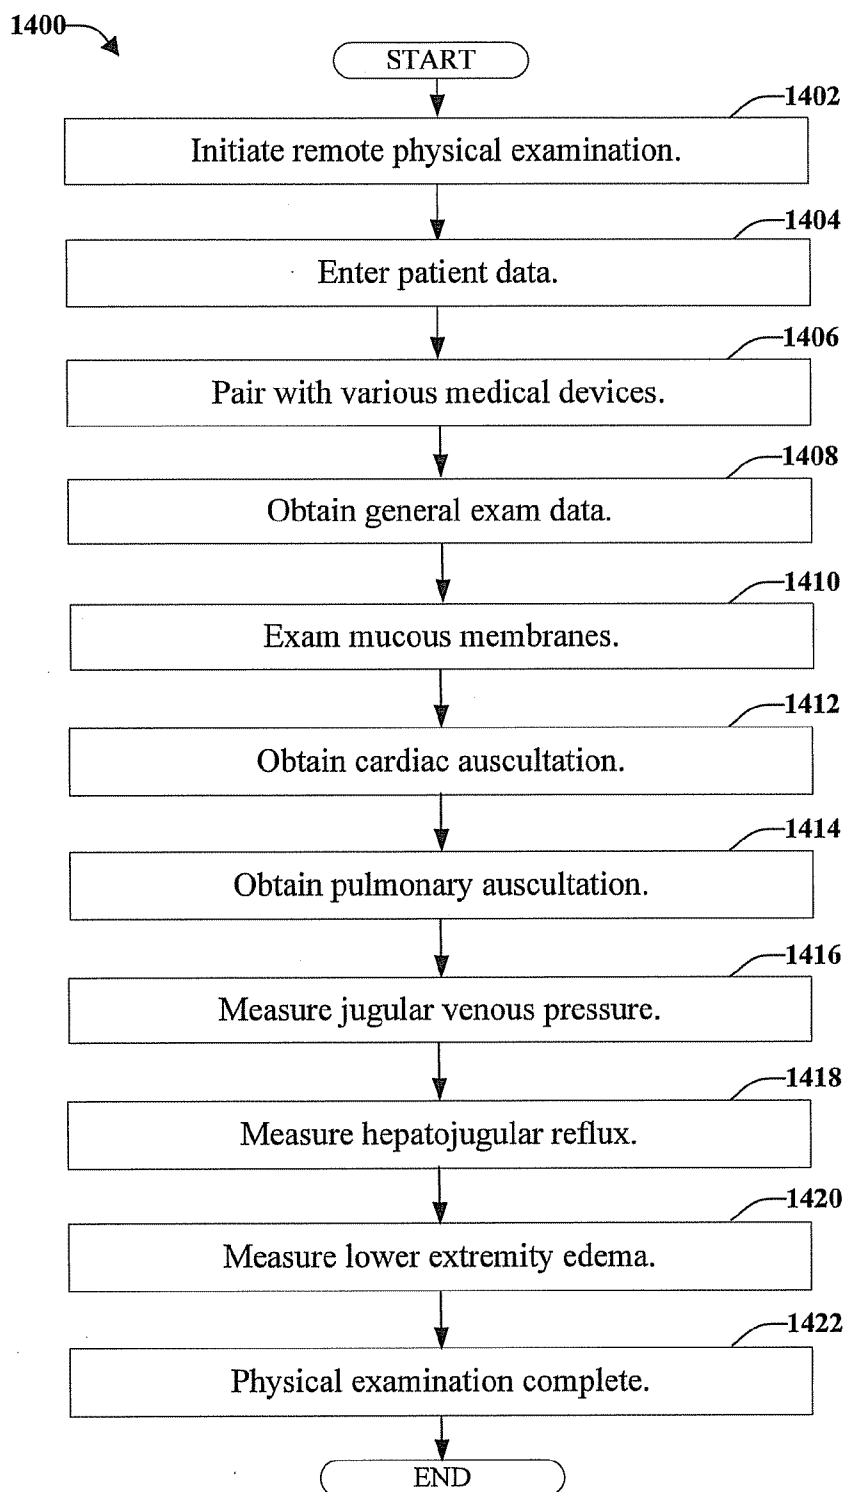 1400
START
1402
Initiate remote physical examination.
1404
Enter patient data.
1406
Pair with various medical devices.
1408
Obtain general exam data.
1410
Exam mucous membranes.
1412
Obtain cardiac auscultation.
1414
Obtain pulmonary auscultation.
1416
Measure jugular venous pressure.
1418
Measure hepatojugular reflux.
1420
Measure lower extremity edema.
1422
Physical examination complete.
END